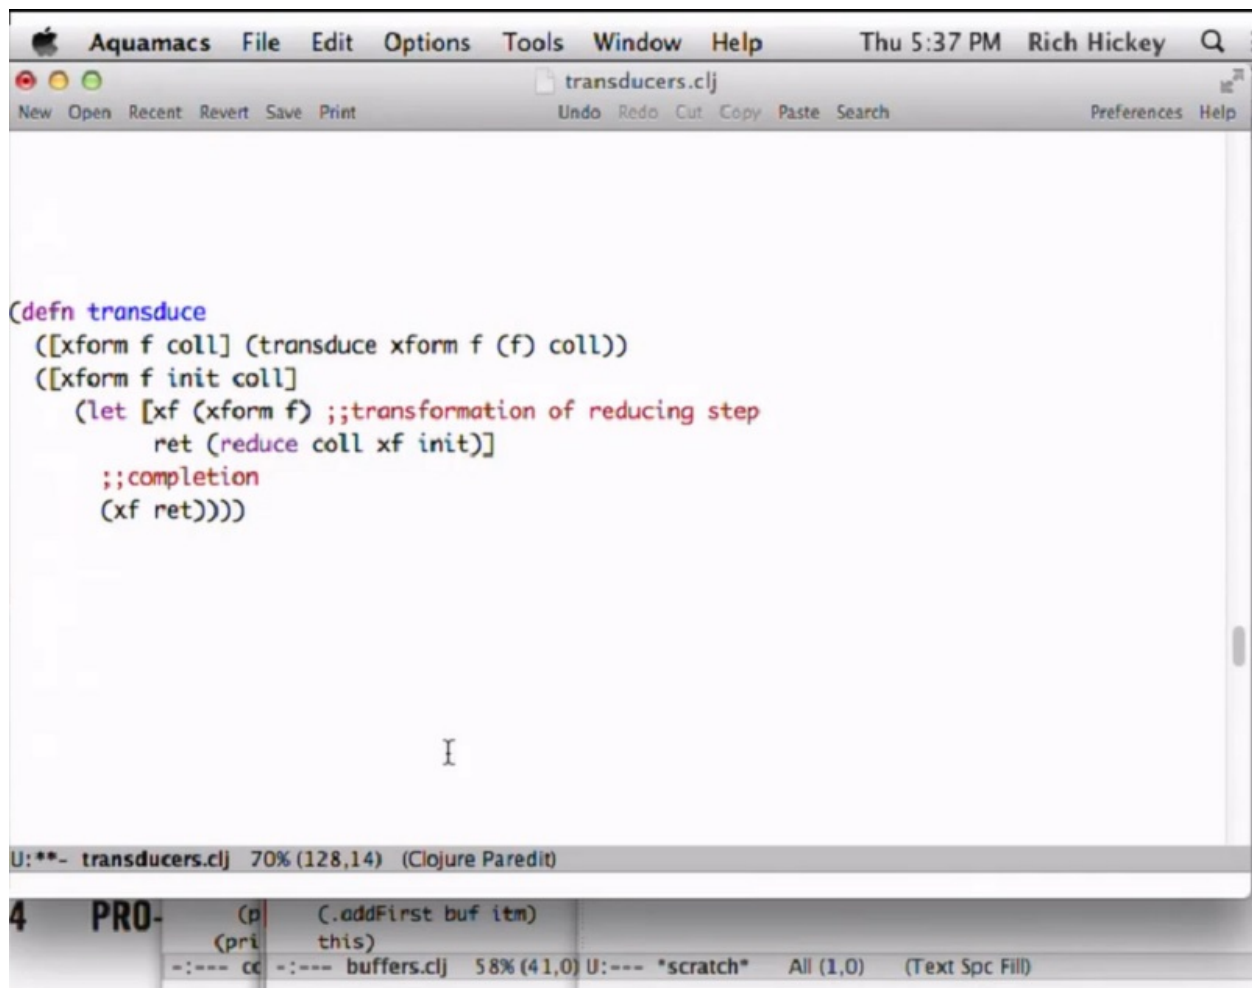 Aquamacs File Edit Options Tools Window Help Thu 5:37 PM Rich Hickey
transducers.clj
New Open Recent Revert Save Print Undo Redo Cut Copy Paste Search Preferences Help
(defn transduce
([xform f coll] (transduce xform f (f) coll))
([xform f init coll]
(let [xf (xform f) ;;transformation of reducing step
ret (reduce coll xf init)]
;;completion
(xf ret))))
U:**- transducers.clj 70% (128,14) (Clojure Paredit)
4 PRO- (p (.addFirst buf itm)
(pri this)
-:--- cc -:--- buffers.clj 58% (41,0) U:--- *scratch* All (1,0) (Text Spc Fill)